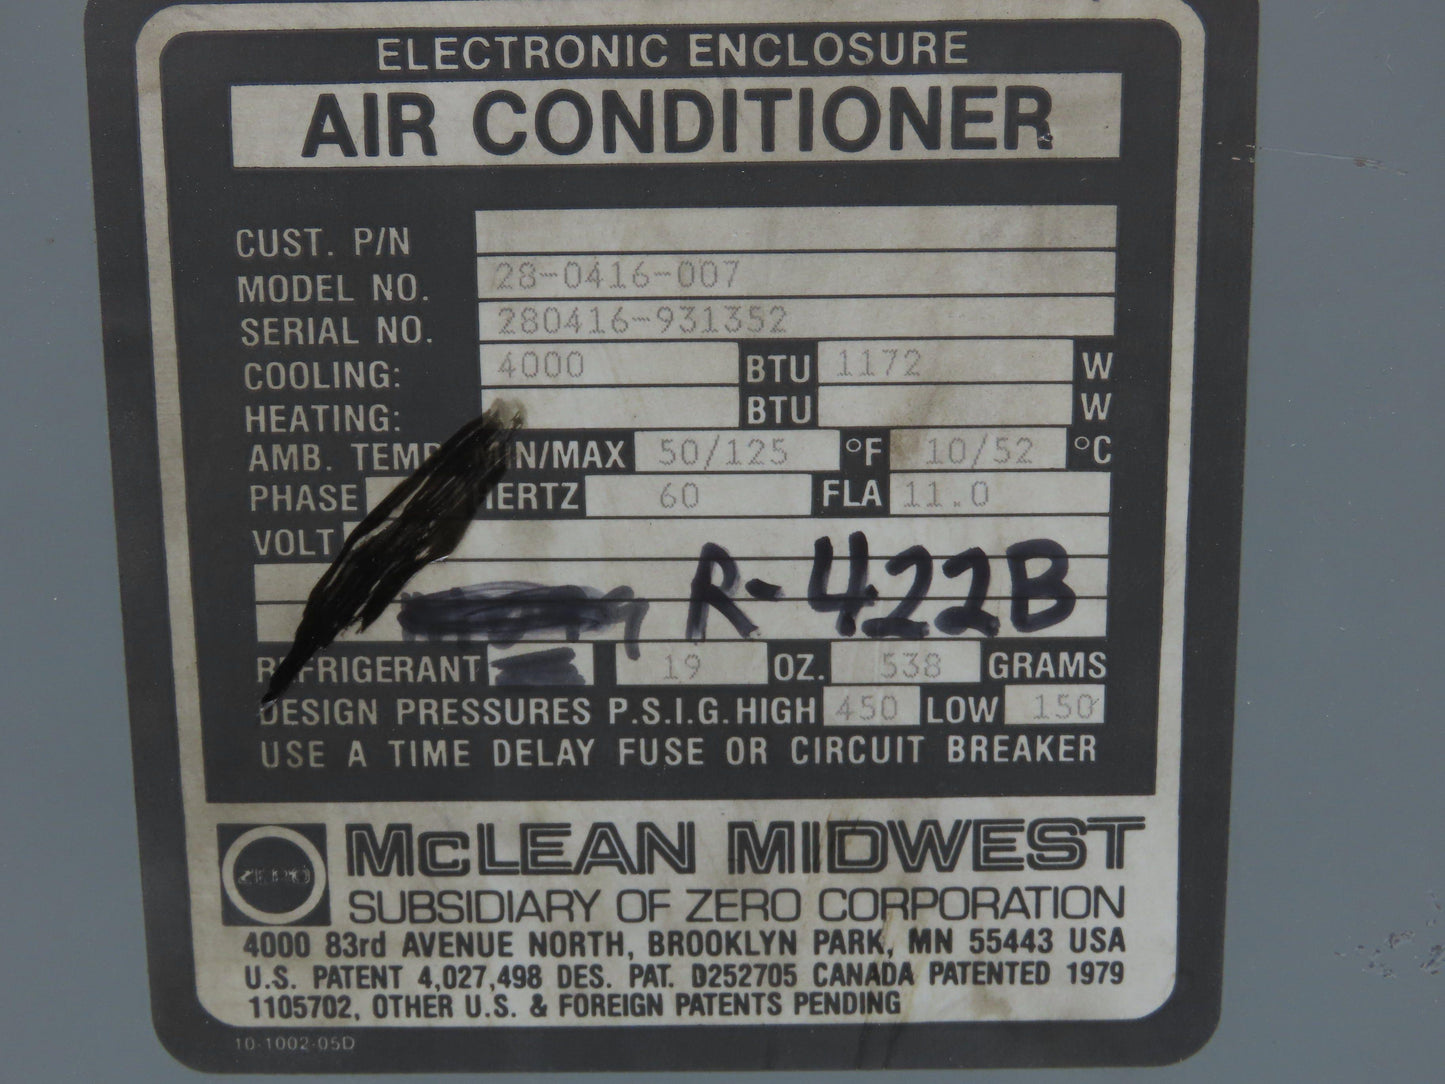 ELECTRONIC ENCLOSURE
AIR CONDITIONER
CUST. P/N
MODEL NO. 28-0416-007
SERIAL NO. 280416-931352
COOLING: 4000 BTU 1172 W
HEATING: BTU W
AMB. TEMP. MIN/MAX 50/125 °F 10/52 °C
PHASE HERTZ 60 FLA 11.0
VOLT
R-422B
REFRIGERANT 19 OZ. 538 GRAMS
DESIGN PRESSURES P.S.I.G. HIGH 450 LOW 150
USE A TIME DELAY FUSE OR CIRCUIT BREAKER
ZERO
McLEAN MIDWEST
SUBSIDIARY OF ZERO CORPORATION
4000 83rd AVENUE NORTH, BROOKLYN PARK, MN 55443 USA
U.S. PATENT 4,027,498 DES. PAT. D252705 CANADA PATENTED 1979
1105702, OTHER U.S. & FOREIGN PATENTS PENDING
10-1002-05D